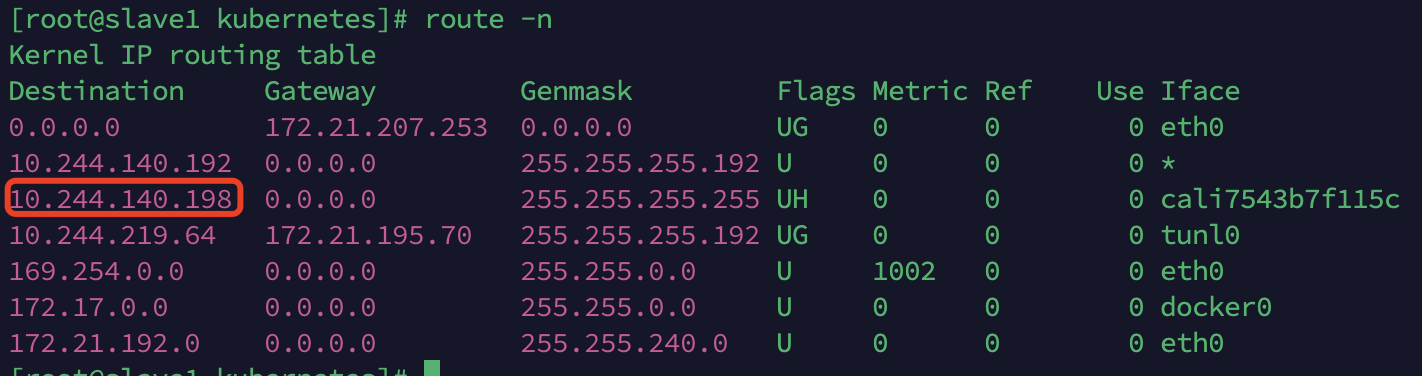 [root@slave1 kubernetes]# route -n
Kernel IP routing table
Destination     Gateway         Genmask         Flags Metric Ref    Use Iface
0.0.0.0         172.21.207.253  0.0.0.0         UG    0      0        0 eth0
10.244.140.192  0.0.0.0         255.255.255.192 U     0      0        0 *
10.244.140.198  0.0.0.0         255.255.255.255 UH    0      0        0 cali7543b7f115c
10.244.219.64   172.21.195.70   255.255.255.192 UG    0      0        0 tunl0
169.254.0.0     0.0.0.0         255.255.0.0     U     1002   0        0 eth0
172.17.0.0      0.0.0.0         255.255.0.0     U     0      0        0 docker0
172.21.192.0    0.0.0.0         255.255.240.0   U     0      0        0 eth0
[root@slave1 kubernetes]#